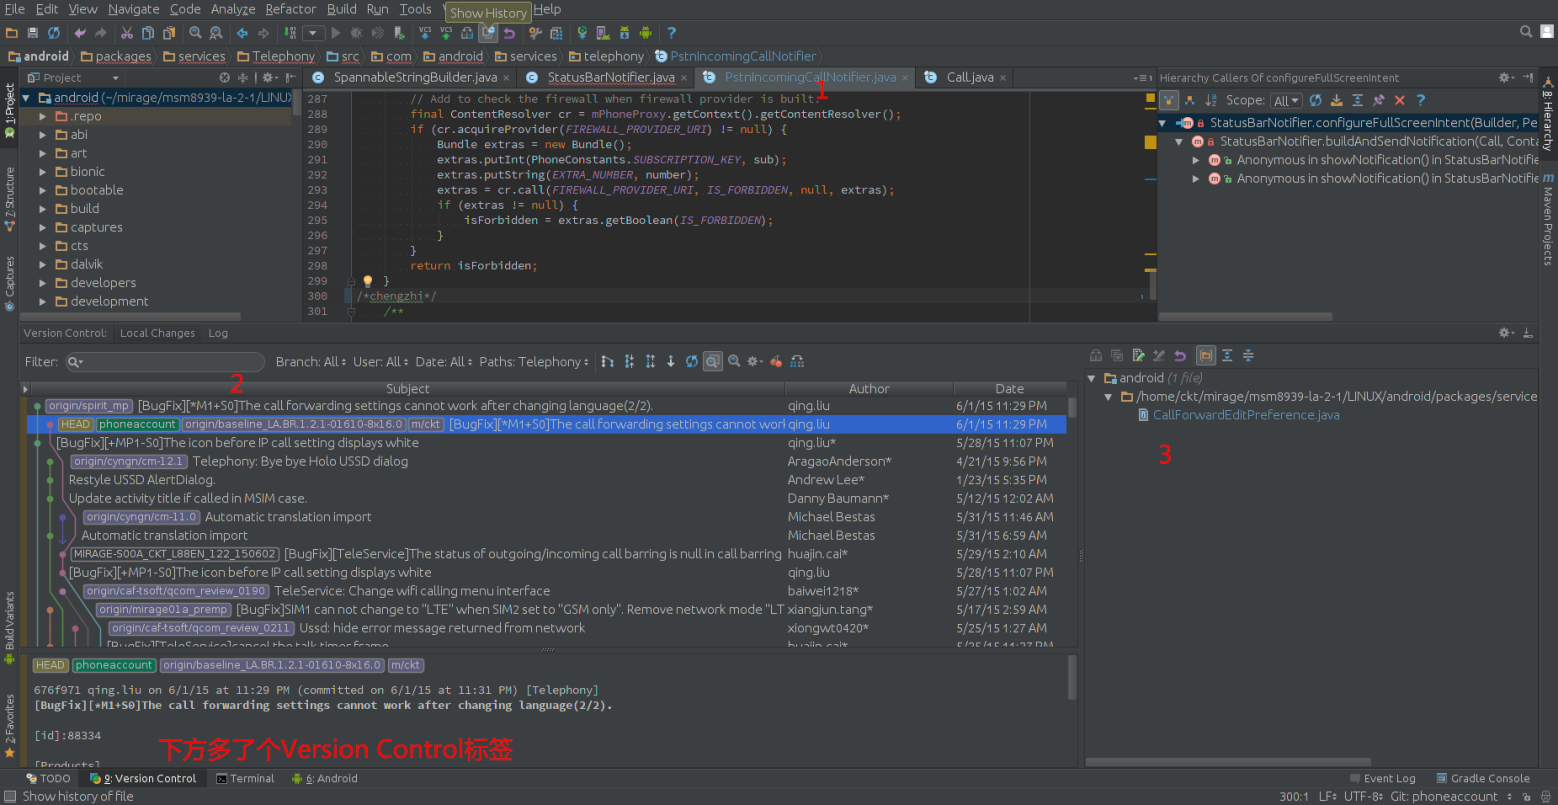 File Edit View Navigate Code Analyze Refactor Build Run Tools Help
Show History
android packages services Telephony src com android services telephony PstnIncomingCallNotifier
Project
SpannableStringBuilder.java StatusBarNotifier.java PstnIncomingCallNotifier.java Call.java
1
Hierarchy Callers Of configureFullScreenIntent
Scope: All
1: Project
Z: Structure
Captures
Build Variants
2: Favorites
android (~/mirage/msm8939-la-2-1/LINUX
.repo
abi
art
bionic
bootable
build
captures
cts
dalvik
developers
development
287 // Add to check the firewall when firewall provider is built.
288 final ContentResolver cr = mPhoneProxy.getContext().getContentResolver();
289 if (cr.acquireProvider(FIREWALL_PROVIDER_URI) != null) {
290 Bundle extras = new Bundle();
291 extras.putInt(PhoneConstants.SUBSCRIPTION_KEY, sub);
292 extras.putString(EXTRA_NUMBER, number);
293 extras = cr.call(FIREWALL_PROVIDER_URI, IS_FORBIDDEN, null, extras);
294 if (extras != null) {
295 isForbidden = extras.getBoolean(IS_FORBIDDEN);
296 }
297 }
298 return isForbidden;
299 }
300 /*chengzhi*/
301 /**
StatusBarNotifier.configureFullScreenIntent(Builder, Pe
StatusBarNotifier.buildAndSendNotification(Call, Conta
Anonymous in showNotification() in StatusBarNotifie
Anonymous in showNotification() in StatusBarNotifie
8: Hierarchy
Maven Projects
Version Control: Local Changes Log
Filter: Branch: All User: All Date: All Paths: Telephony
2
Subject Author Date
origin/spirit_mp [BugFix][*M1+S0]The call forwarding settings cannot work after changing language(2/2). qing.liu 6/1/15 11:29 PM
HEAD phoneaccount origin/baseline_LA.BR.1.2.1-01610-8x16.0 m/ckt [BugFix][*M1+S0]The call forwarding settings cannot work qing.liu 6/1/15 11:29 PM
[BugFix][+MP1-S0]The icon before IP call setting displays white qing.liu* 5/28/15 11:07 PM
origin/cyngn/cm-12.1 Telephony: Bye bye Holo USSD dialog AragaoAnderson* 4/21/15 9:56 PM
Restyle USSD AlertDialog. Andrew Lee* 1/23/15 5:35 PM
Update activity title if called in MSIM case. Danny Baumann* 5/12/15 12:02 AM
origin/cyngn/cm-11.0 Automatic translation import Michael Bestas 5/31/15 11:46 AM
Automatic translation import Michael Bestas 5/31/15 6:59 AM
MIRAGE-S00A_CKT_L88EN_122_150602 [BugFix][TeleService]The status of outgoing/incoming call barring is null in call barring huajin.cai* 5/29/15 2:10 AM
[BugFix][+MP1-S0]The icon before IP call setting displays white qing.liu 5/28/15 11:07 PM
origin/caf-tsoft/qcom_review_0190 TeleService: Change wifi calling menu interface baiwei1218* 5/27/15 1:02 AM
origin/mirage01a_premp [BugFix]SIM1 can not change to "LTE" when SIM2 set to "GSM only". Remove network mode "LT xiangjun.tang* 5/17/15 2:59 AM
origin/caf-tsoft/qcom_review_0211 Ussd: hide error message returned from network xiongwt0420* 5/25/15 1:27 AM
[BugFix][TeleService]cancel the talk timer frame huajin.cai* 5/25/15 11:27 PM
android (1 file)
/home/ckt/mirage/msm8939-la-2-1/LINUX/android/packages/service
CallForwardEditPreference.java
3
HEAD phoneaccount origin/baseline_LA.BR.1.2.1-01610-8x16.0 m/ckt
676f971 qing.liu on 6/1/15 at 11:29 PM (committed on 6/1/15 at 11:31 PM) [Telephony]
[BugFix][*M1+S0]The call forwarding settings cannot work after changing language(2/2).
[id]:88334
下方多了个Version Control标签
[Products]
TODO 9: Version Control Terminal 6: Android Event Log Gradle Console
Show history of file 300:1 LF UTF-8 Git: phoneaccount